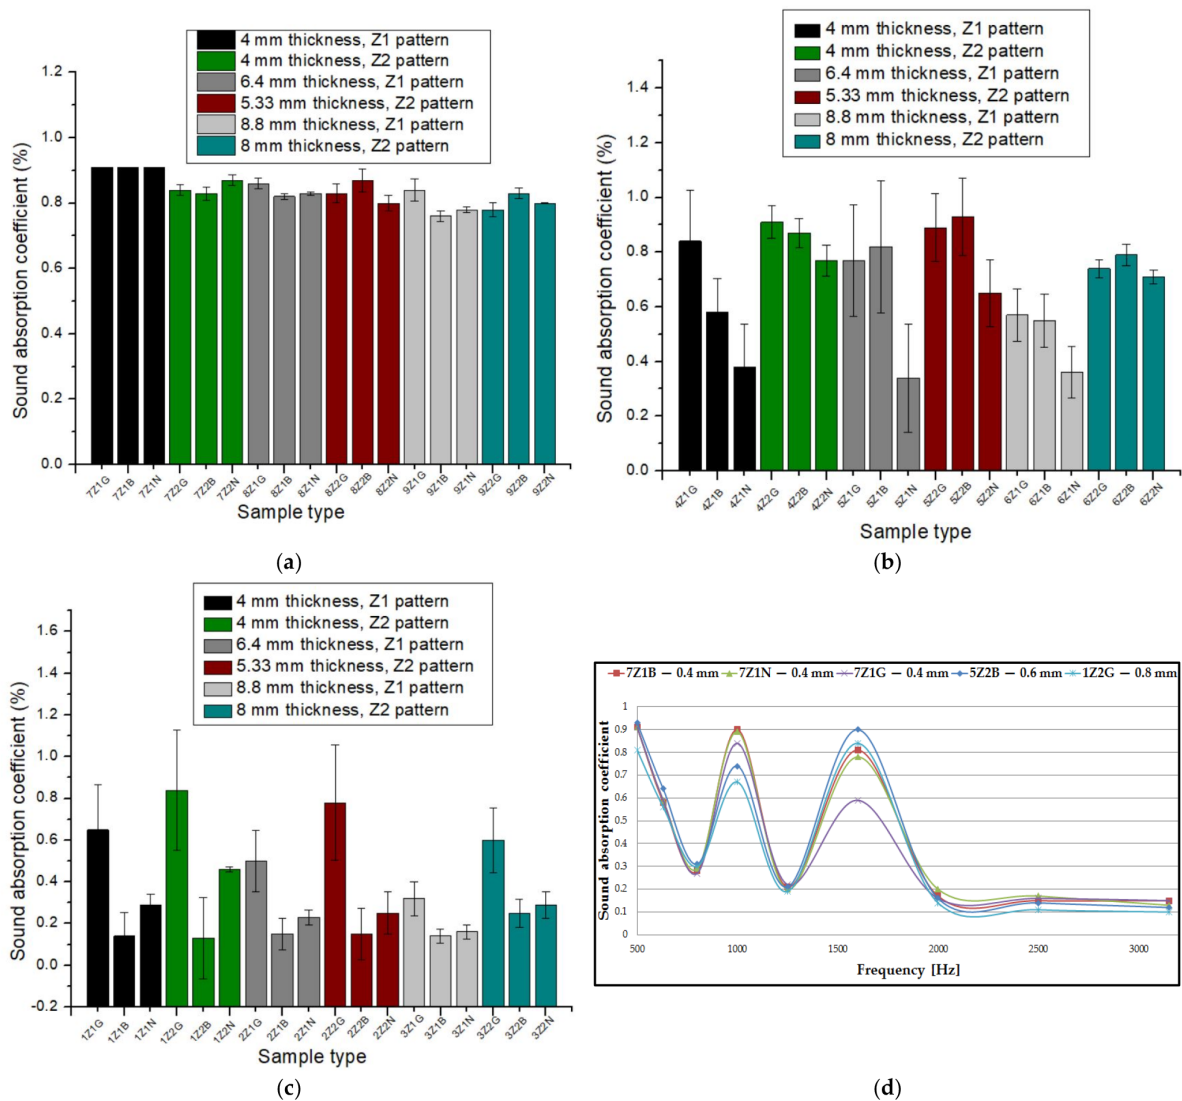 4 mm thickness, Z1 pattern
4 mm thickness, Z2 pattern
6.4 mm thickness, Z1 pattern
5.33 mm thickness, Z2 pattern
8.8 mm thickness, Z1 pattern
8 mm thickness, Z2 pattern
Sound absorption coefficient (%)
1.2
1.0
0.8
0.6
0.4
0.2
0.0
7Z1G
7Z1B
7Z1N
7Z2G
7Z2B
7Z2N
8Z1G
8Z1B
8Z1N
8Z2G
8Z2B
8Z2N
9Z1G
9Z1B
9Z1N
9Z2G
9Z2B
9Z2N
Sample type
(a)
4 mm thickness, Z1 pattern
4 mm thickness, Z2 pattern
6.4 mm thickness, Z1 pattern
5.33 mm thickness, Z2 pattern
8.8 mm thickness, Z1 pattern
8 mm thickness, Z2 pattern
Sound absorption coefficient (%)
1.4
1.2
1.0
0.8
0.6
0.4
0.2
0.0
4Z1G
4Z1B
4Z1N
4Z2G
4Z2B
4Z2N
5Z1G
5Z1B
5Z1N
5Z2G
5Z2B
5Z2N
6Z1G
6Z1B
6Z1N
6Z2G
6Z2B
6Z2N
Sample type
(b)
4 mm thickness, Z1 pattern
4 mm thickness, Z2 pattern
6.4 mm thickness, Z1 pattern
5.33 mm thickness, Z2 pattern
8.8 mm thickness, Z1 pattern
8 mm thickness, Z2 pattern
Sound absorption coefficient (%)
1.6
1.4
1.2
1.0
0.8
0.6
0.4
0.2
0.0
-0.2
1Z1G
1Z1B
1Z1N
1Z2G
1Z2B
1Z2N
2Z1G
2Z1B
2Z1N
2Z2G
2Z2B
2Z2N
3Z1G
3Z1B
3Z1N
3Z2G
3Z2B
3Z2N
Sample type
(c)
7Z1B – 0.4 mm 7Z1N – 0.4 mm 7Z1G – 0.4 mm 5Z2B – 0.6 mm 1Z2G – 0.8 mm
Sound absorption coefficient
1
0.9
0.8
0.7
0.6
0.5
0.4
0.3
0.2
0.1
0
500 1000 1500 2000 2500 3000
Frequency [Hz]
(d)